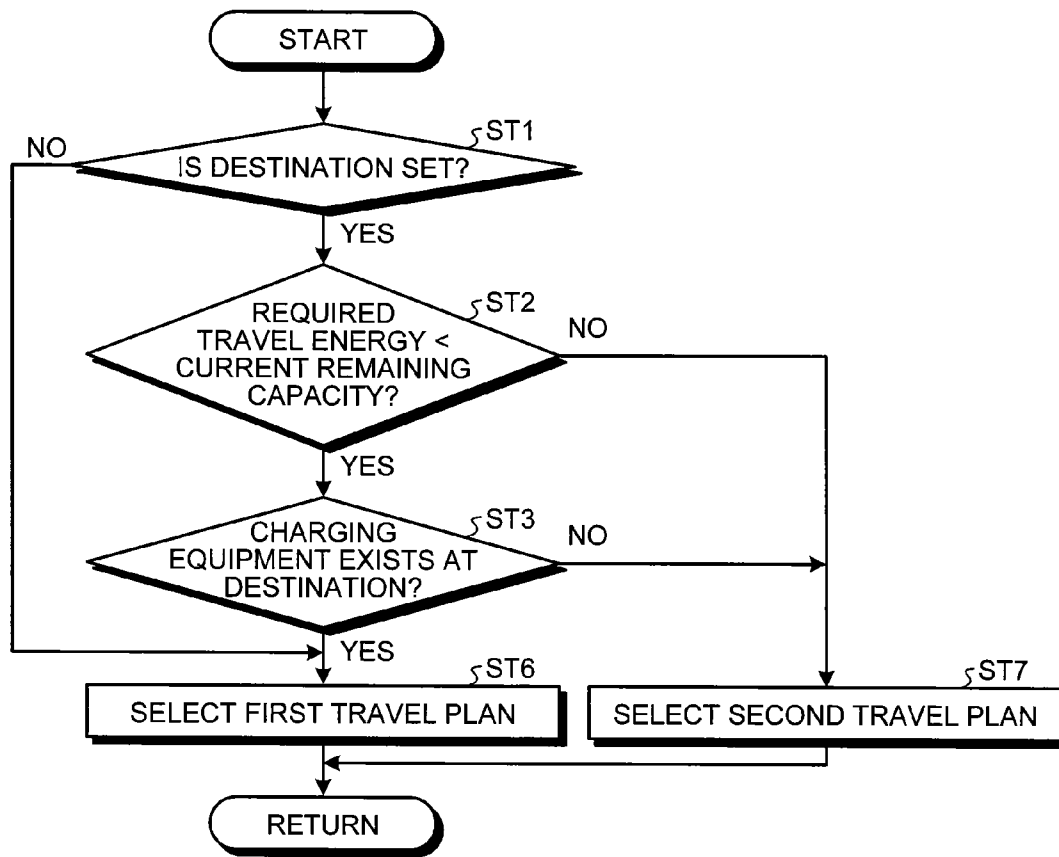 START
ST1
NO
IS DESTINATION SET?
YES
ST2
REQUIRED
TRAVEL ENERGY <
CURRENT REMAINING
CAPACITY?
NO
YES
ST3
CHARGING
EQUIPMENT EXISTS AT
DESTINATION?
NO
YES
ST6
SELECT FIRST TRAVEL PLAN
ST7
SELECT SECOND TRAVEL PLAN
RETURN